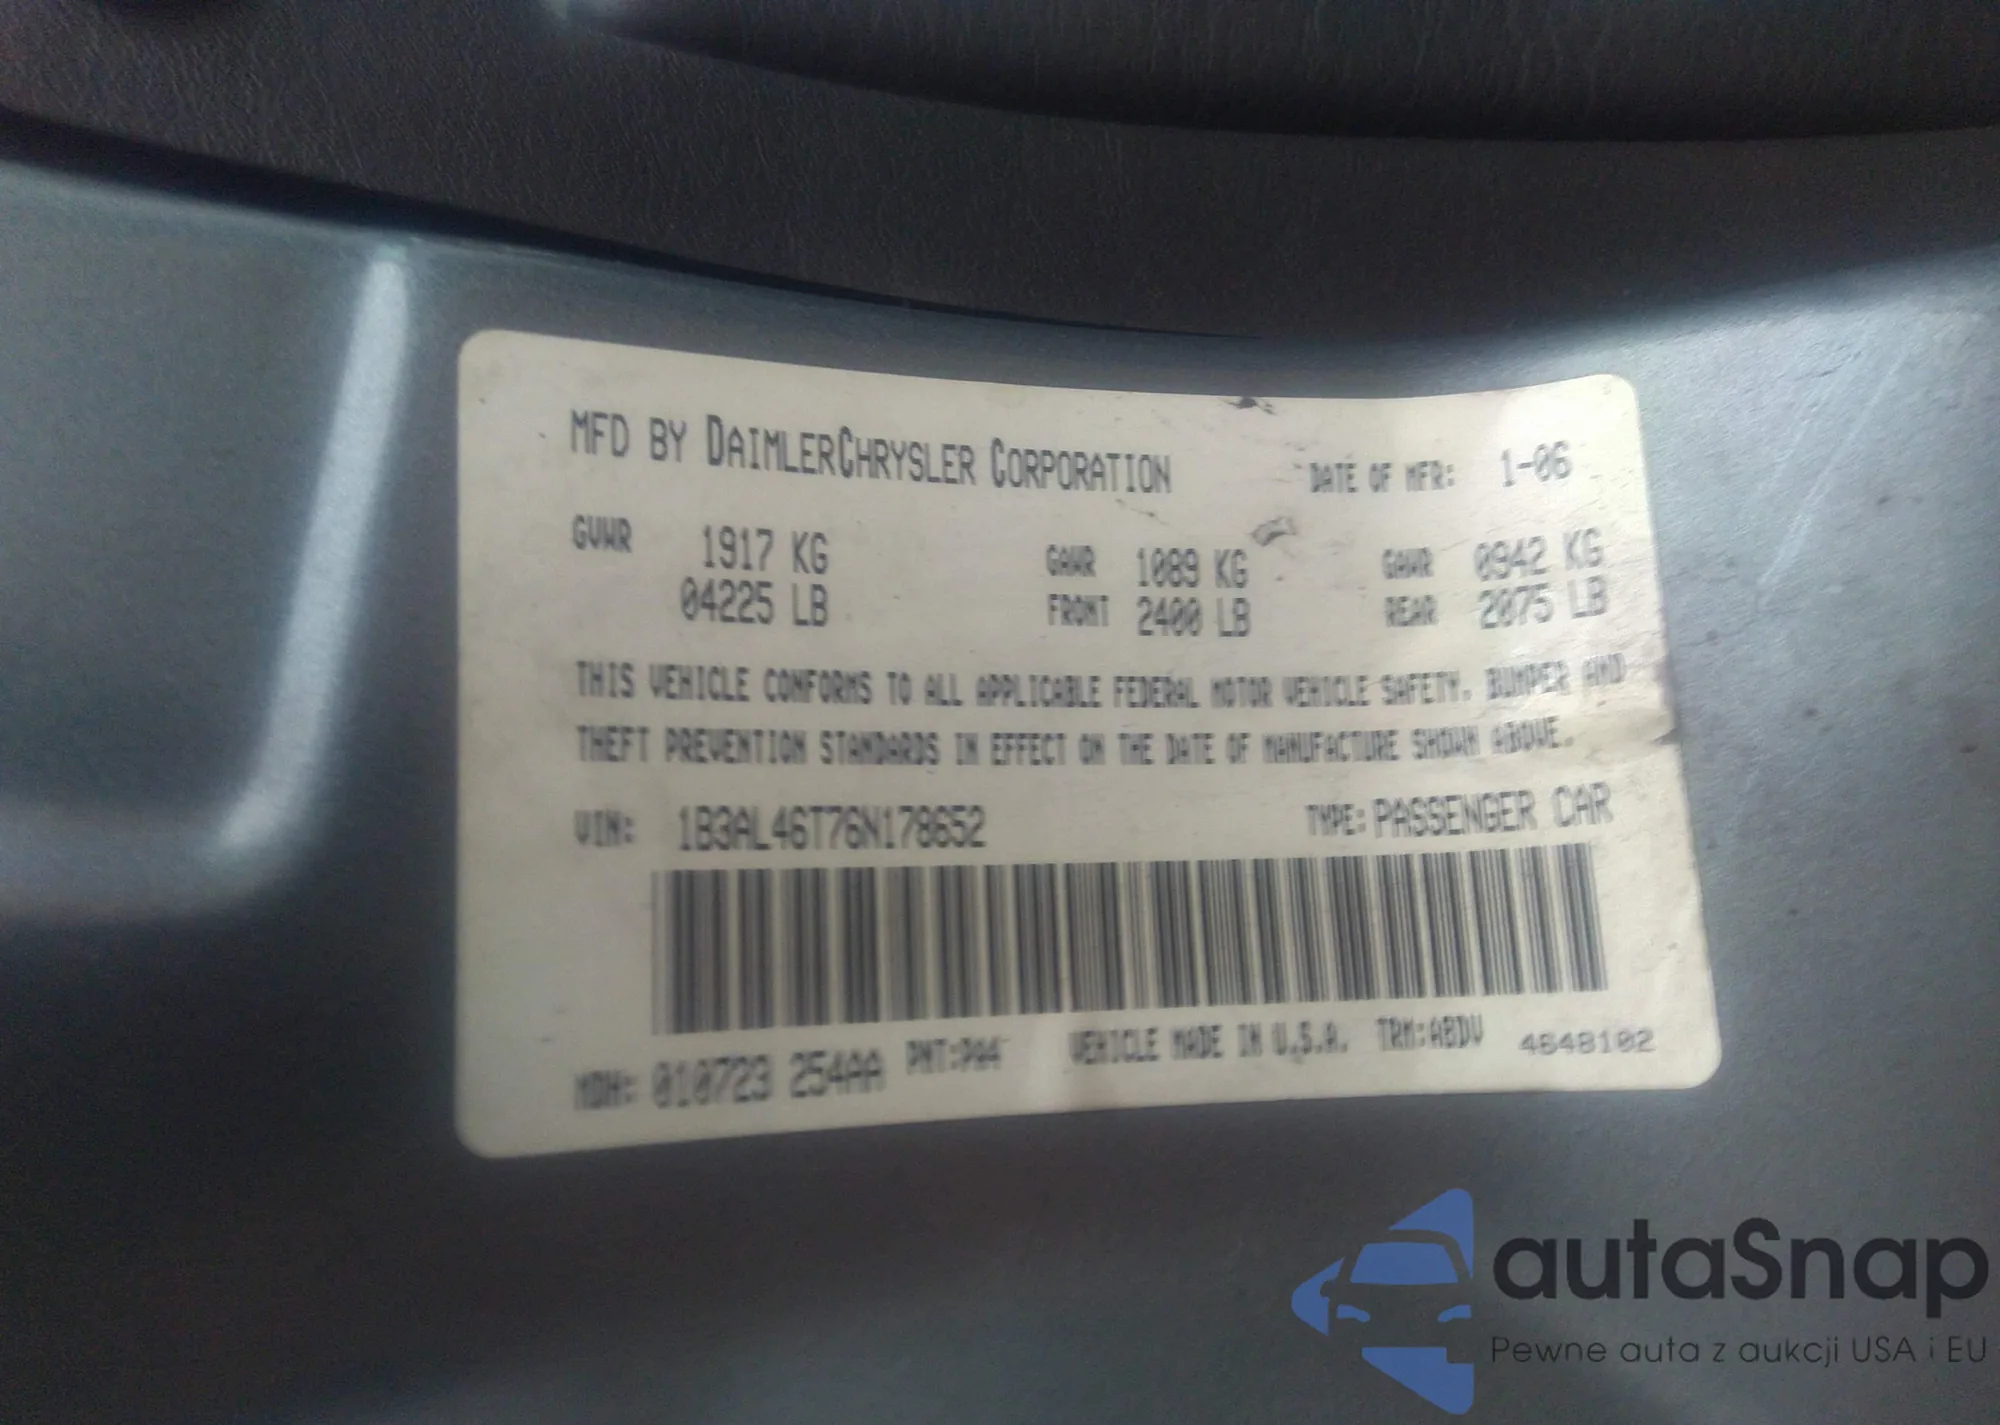 MFD BY DAIMLERCHRYSLER CORPORATION DATE OF MFR: 1-06
GVWR 1917 KG GAWR 1089 KG GAWR 0942 KG
04225 LB FRONT 2400 LB REAR 2075 LB
THIS VEHICLE CONFORMS TO ALL APPLICABLE FEDERAL MOTOR VEHICLE SAFETY, BUMPER AND
THEFT PREVENTION STANDARDS IN EFFECT ON THE DATE OF MANUFACTURE SHOWN ABOVE.
VIN: 1B3AL46T76N178652 TYPE: PASSENGER CAR
MDH: 010723 254AA PNT:PA4 VEHICLE MADE IN U.S.A. TRM:ABDV 4648102
autaSnap
Pewne auta z aukcji USA i EU